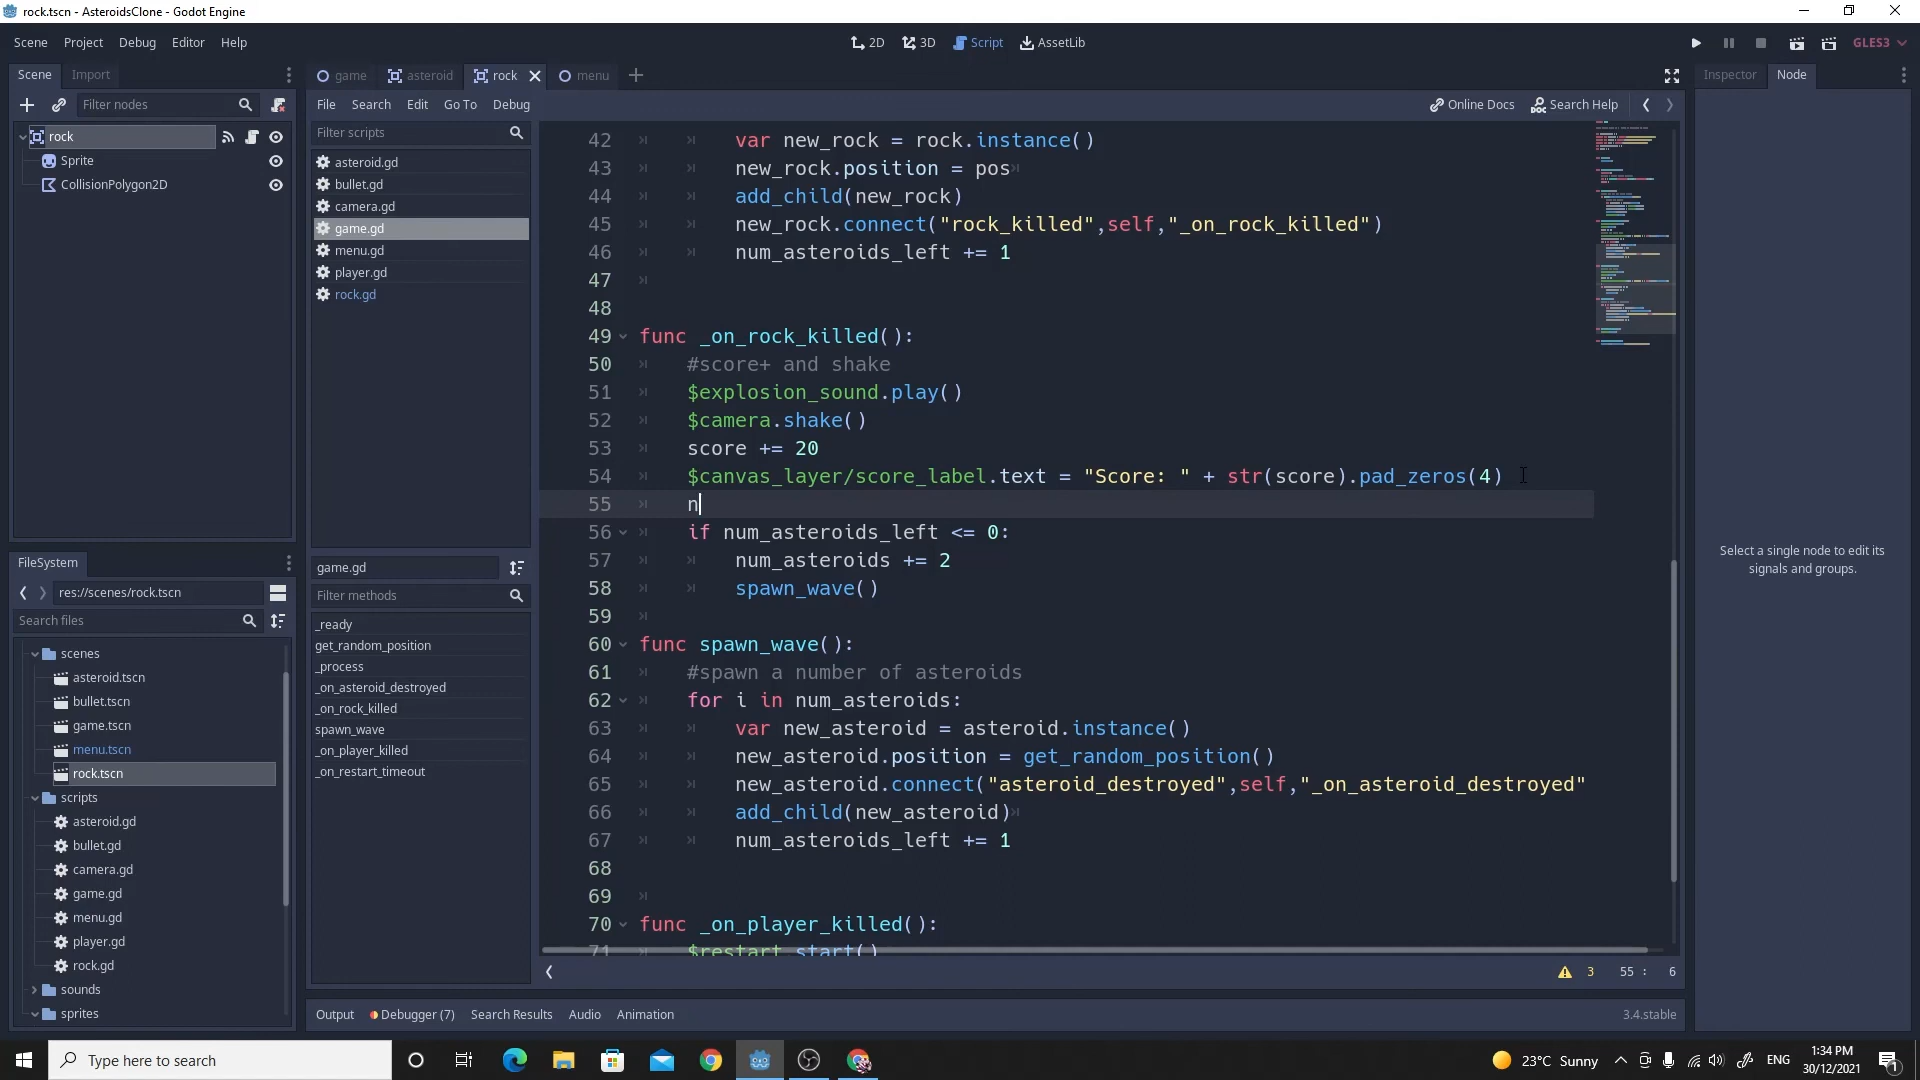 rock.tscn - AsteroidsClone - Godot Engine
Scene Project Debug Editor Help
2D 3D Script AssetLib
GLES3
Scene Import
game asteroid rock menu
Inspector Node
Filter nodes
File Search Edit Go To Debug
Online Docs Search Help
rock
Sprite
CollisionPolygon2D
Filter scripts
asteroid.gd
bullet.gd
camera.gd
game.gd
menu.gd
player.gd
rock.gd
game.gd
Filter methods
_ready
get_random_position
_process
_on_asteroid_destroyed
_on_rock_killed
spawn_wave
_on_player_killed
_on_restart_timeout
42 var new_rock = rock.instance()
43 new_rock.position = pos
44 add_child(new_rock)
45 new_rock.connect("rock_killed",self,"_on_rock_killed")
46 num_asteroids_left += 1
47
48
49 func _on_rock_killed():
50 #score+ and shake
51 $explosion_sound.play()
52 $camera.shake()
53 score += 20
54 $canvas_layer/score_label.text = "Score: " + str(score).pad_zeros(4)
55 n
56 if num_asteroids_left <= 0:
57 num_asteroids += 2
58 spawn_wave()
59
60 func spawn_wave():
61 #spawn a number of asteroids
62 for i in num_asteroids:
63 var new_asteroid = asteroid.instance()
64 new_asteroid.position = get_random_position()
65 new_asteroid.connect("asteroid_destroyed",self,"_on_asteroid_destroyed"
66 add_child(new_asteroid)
67 num_asteroids_left += 1
68
69
70 func _on_player_killed():
71 $restart.start()
3 55 : 6
Select a single node to edit its
signals and groups.
FileSystem
res://scenes/rock.tscn
Search files
scenes
asteroid.tscn
bullet.tscn
game.tscn
menu.tscn
rock.tscn
scripts
asteroid.gd
bullet.gd
camera.gd
game.gd
menu.gd
player.gd
rock.gd
sounds
sprites
Output Debugger (7) Search Results Audio Animation
3.4.stable
Type here to search
23°C Sunny
ENG
1:34 PM
30/12/2021
1